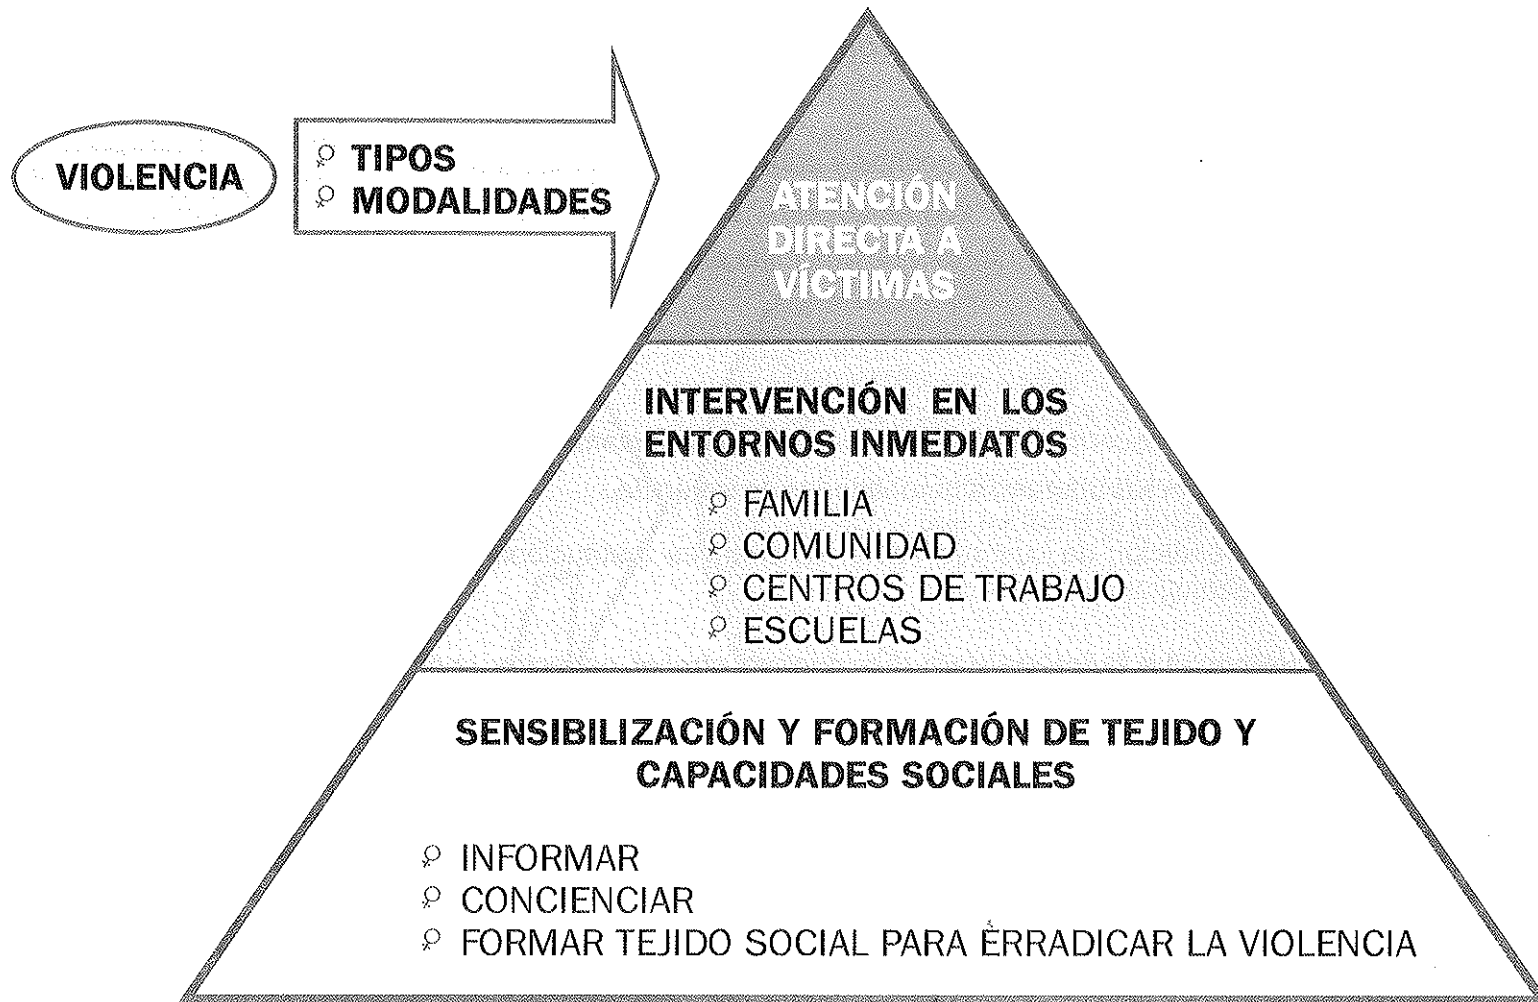 VIOLENCIA
♀ TIPOS
♀ MODALIDADES
ATENCIÓN
DIRECTA A
VÍCTIMAS
INTERVENCIÓN EN LOS
ENTORNOS INMEDIATOS
♀ FAMILIA
♀ COMUNIDAD
♀ CENTROS DE TRABAJO
♀ ESCUELAS
SENSIBILIZACIÓN Y FORMACIÓN DE TEJIDO Y
CAPACIDADES SOCIALES
♀ INFORMAR
♀ CONCIENCIAR
♀ FORMAR TEJIDO SOCIAL PARA ERRADICAR LA VIOLENCIA